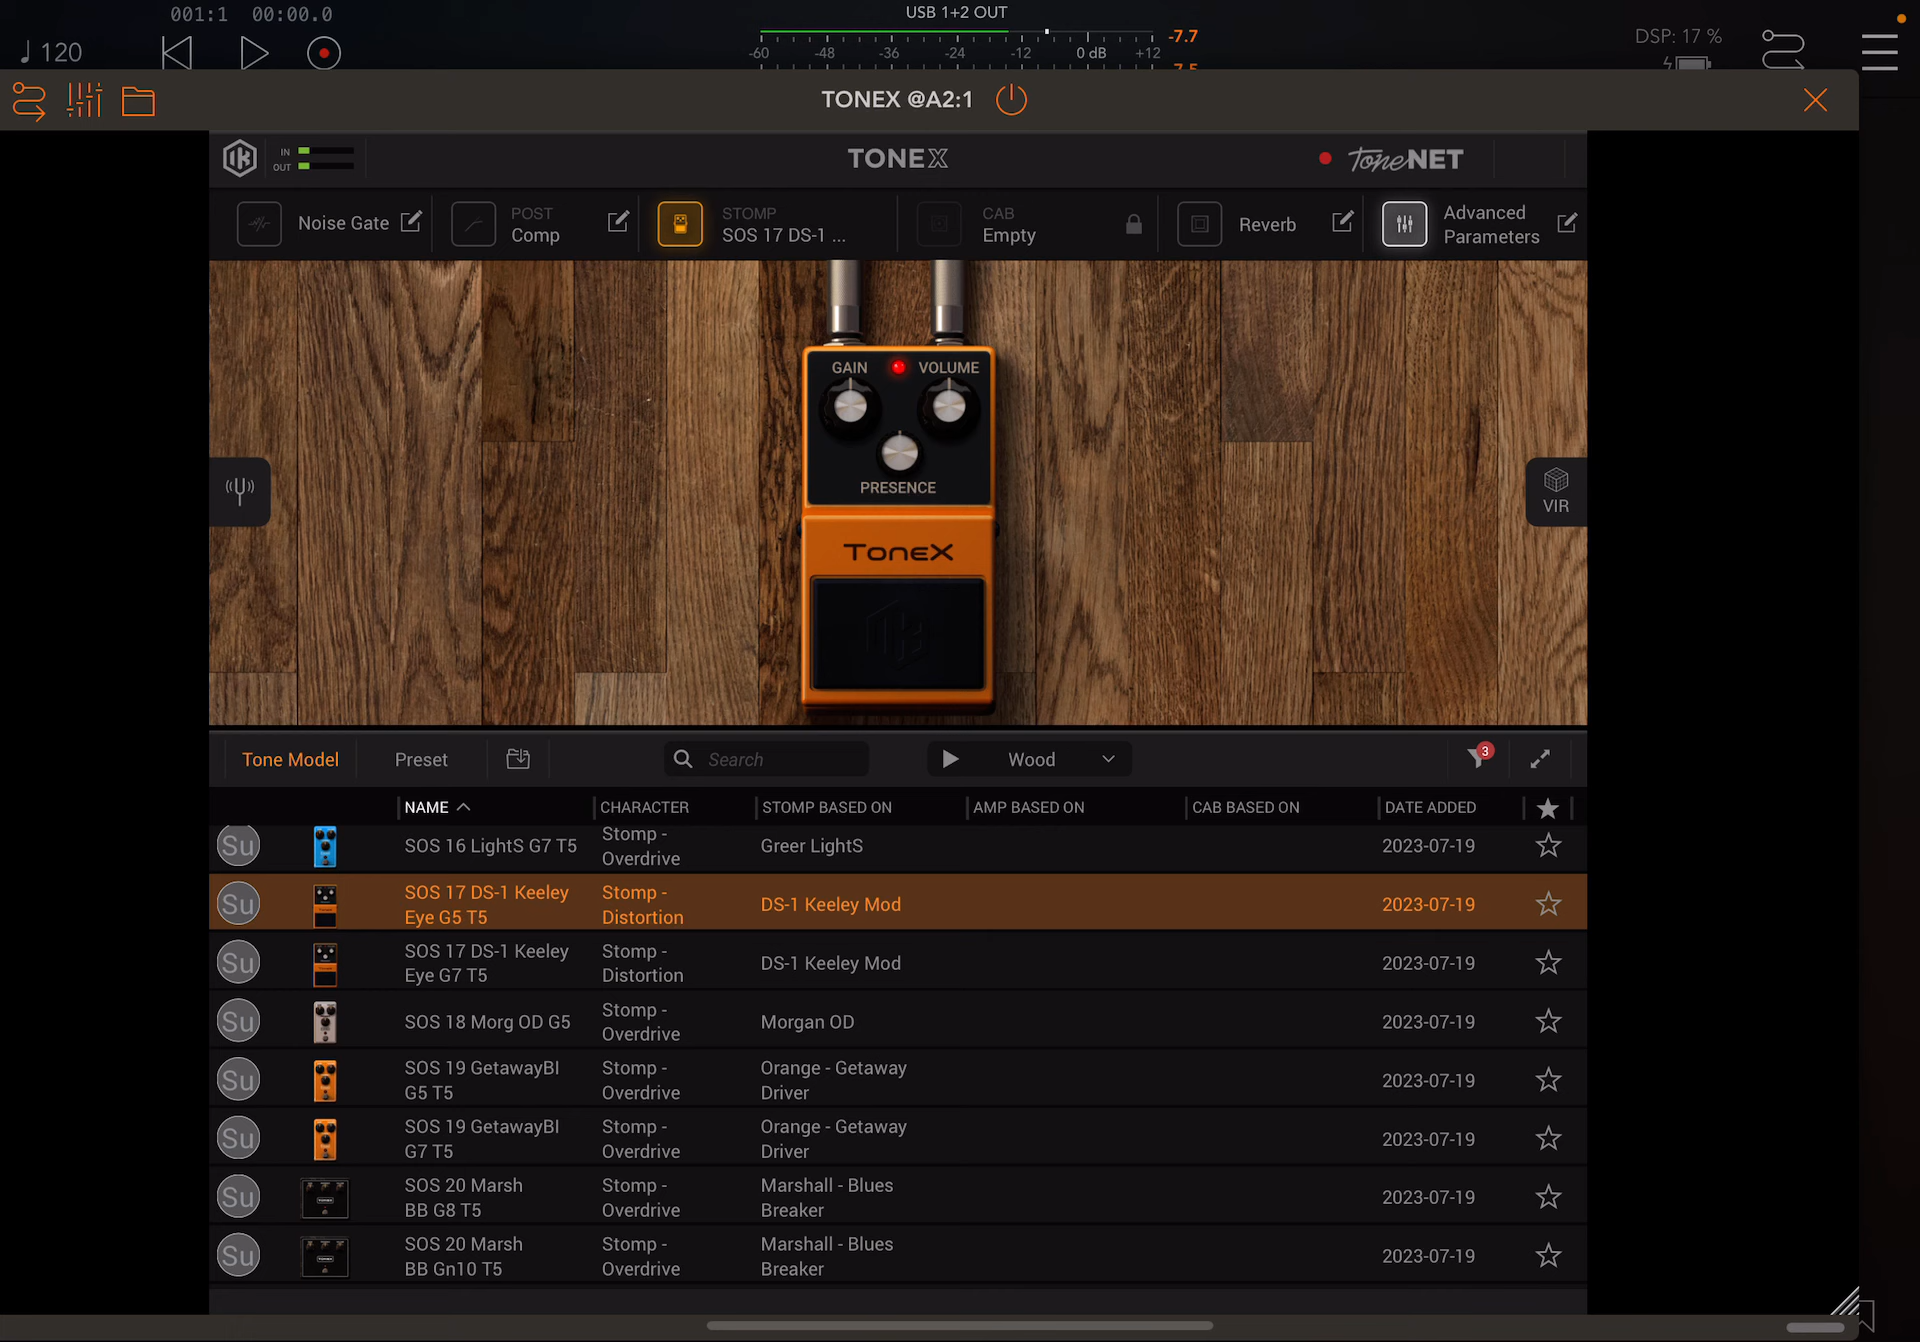 001:1 00:00.0
USB 1+2 OUT
-7.7
-60 -48 -36 -24 -12 0 dB +12
7.5
♩ 120
DSP: 17 %
TONEX @A2:1
IN
OUT
TONEX
ToneNET
Noise Gate
POST
Comp
STOMP
SOS 17 DS-1 ...
CAB
Empty
Reverb
Advanced
Parameters
GAIN VOLUME
PRESENCE
VIR
ToneX
Tone Model Preset Search Wood 3
NAME CHARACTER STOMP BASED ON AMP BASED ON CAB BASED ON DATE ADDED
Su SOS 16 LightS G7 T5 Stomp - Overdrive Greer LightS 2023-07-19
Su SOS 17 DS-1 Keeley Eye G5 T5 Stomp - Distortion DS-1 Keeley Mod 2023-07-19
Su SOS 17 DS-1 Keeley Eye G7 T5 Stomp - Distortion DS-1 Keeley Mod 2023-07-19
Su SOS 18 Morg OD G5 Stomp - Overdrive Morgan OD 2023-07-19
Su SOS 19 GetawayBI G5 T5 Stomp - Overdrive Orange - Getaway Driver 2023-07-19
Su SOS 19 GetawayBI G7 T5 Stomp - Overdrive Orange - Getaway Driver 2023-07-19
Su SOS 20 Marsh BB G8 T5 Stomp - Overdrive Marshall - Blues Breaker 2023-07-19
Su SOS 20 Marsh BB Gn10 T5 Stomp - Overdrive Marshall - Blues Breaker 2023-07-19